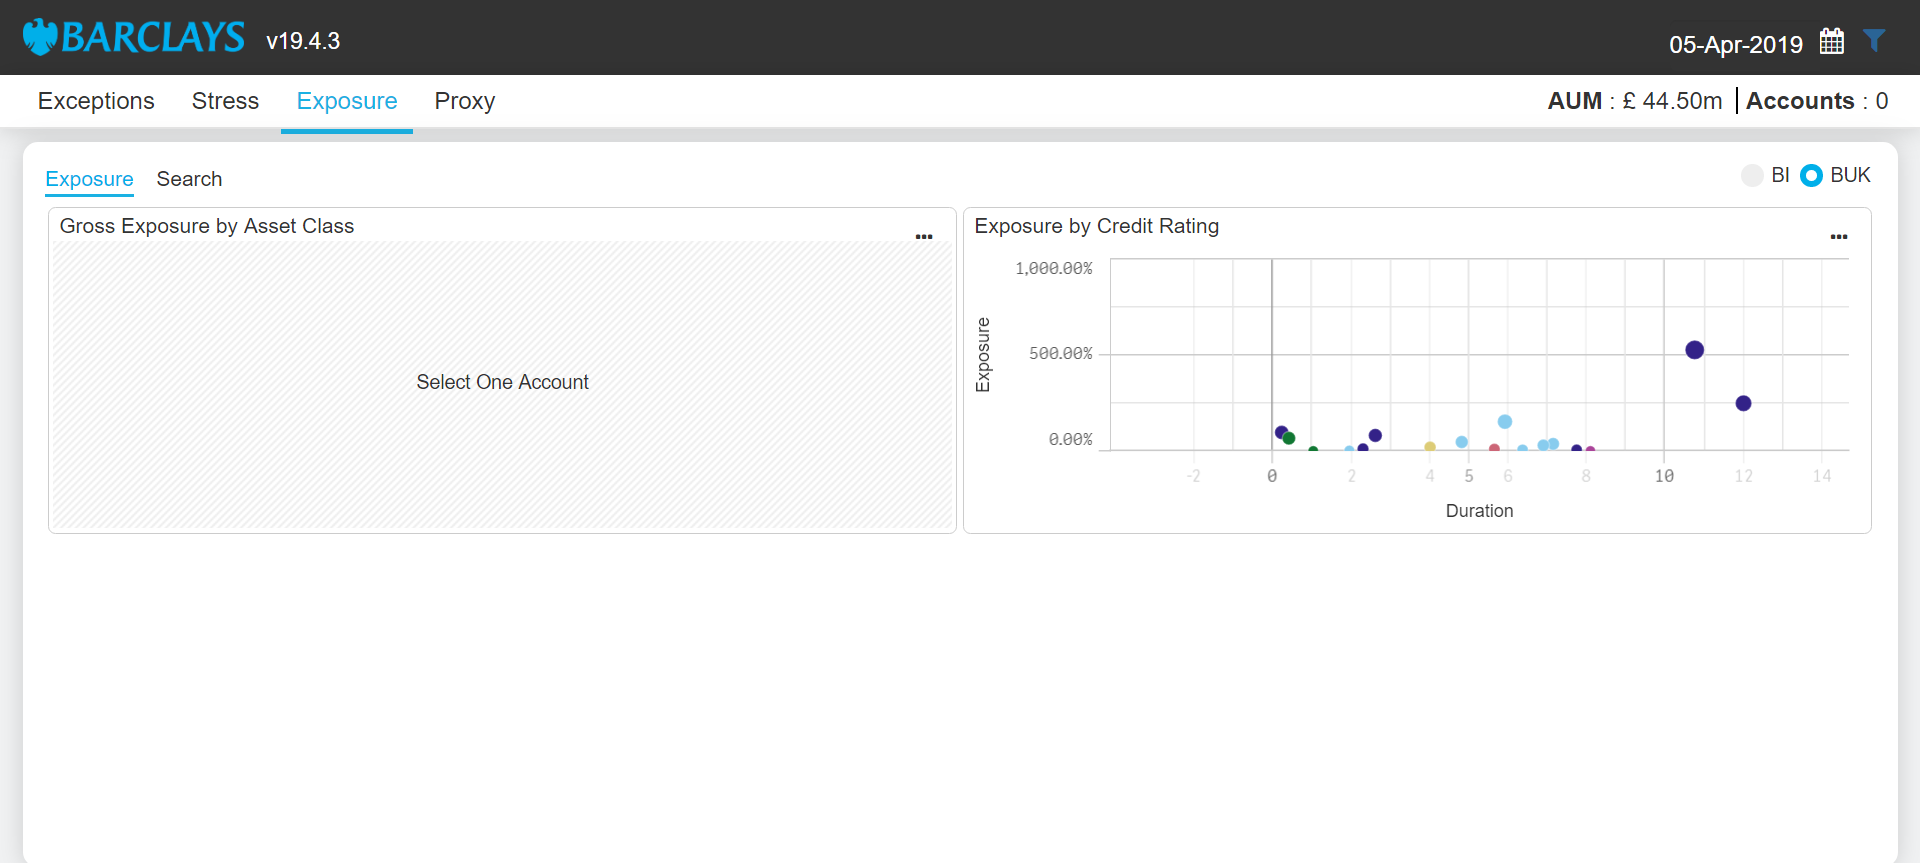 BARCLAYS v19.4.3
05-Apr-2019
Exceptions Stress Exposure Proxy
AUM : £ 44.50m | Accounts : 0
Exposure Search
BI BUK
Gross Exposure by Asset Class
...
Select One Account
Exposure by Credit Rating
...
1,000.00%
500.00%
0.00%
Exposure
-2 0 2 4 5 6 8 10 12 14
Duration